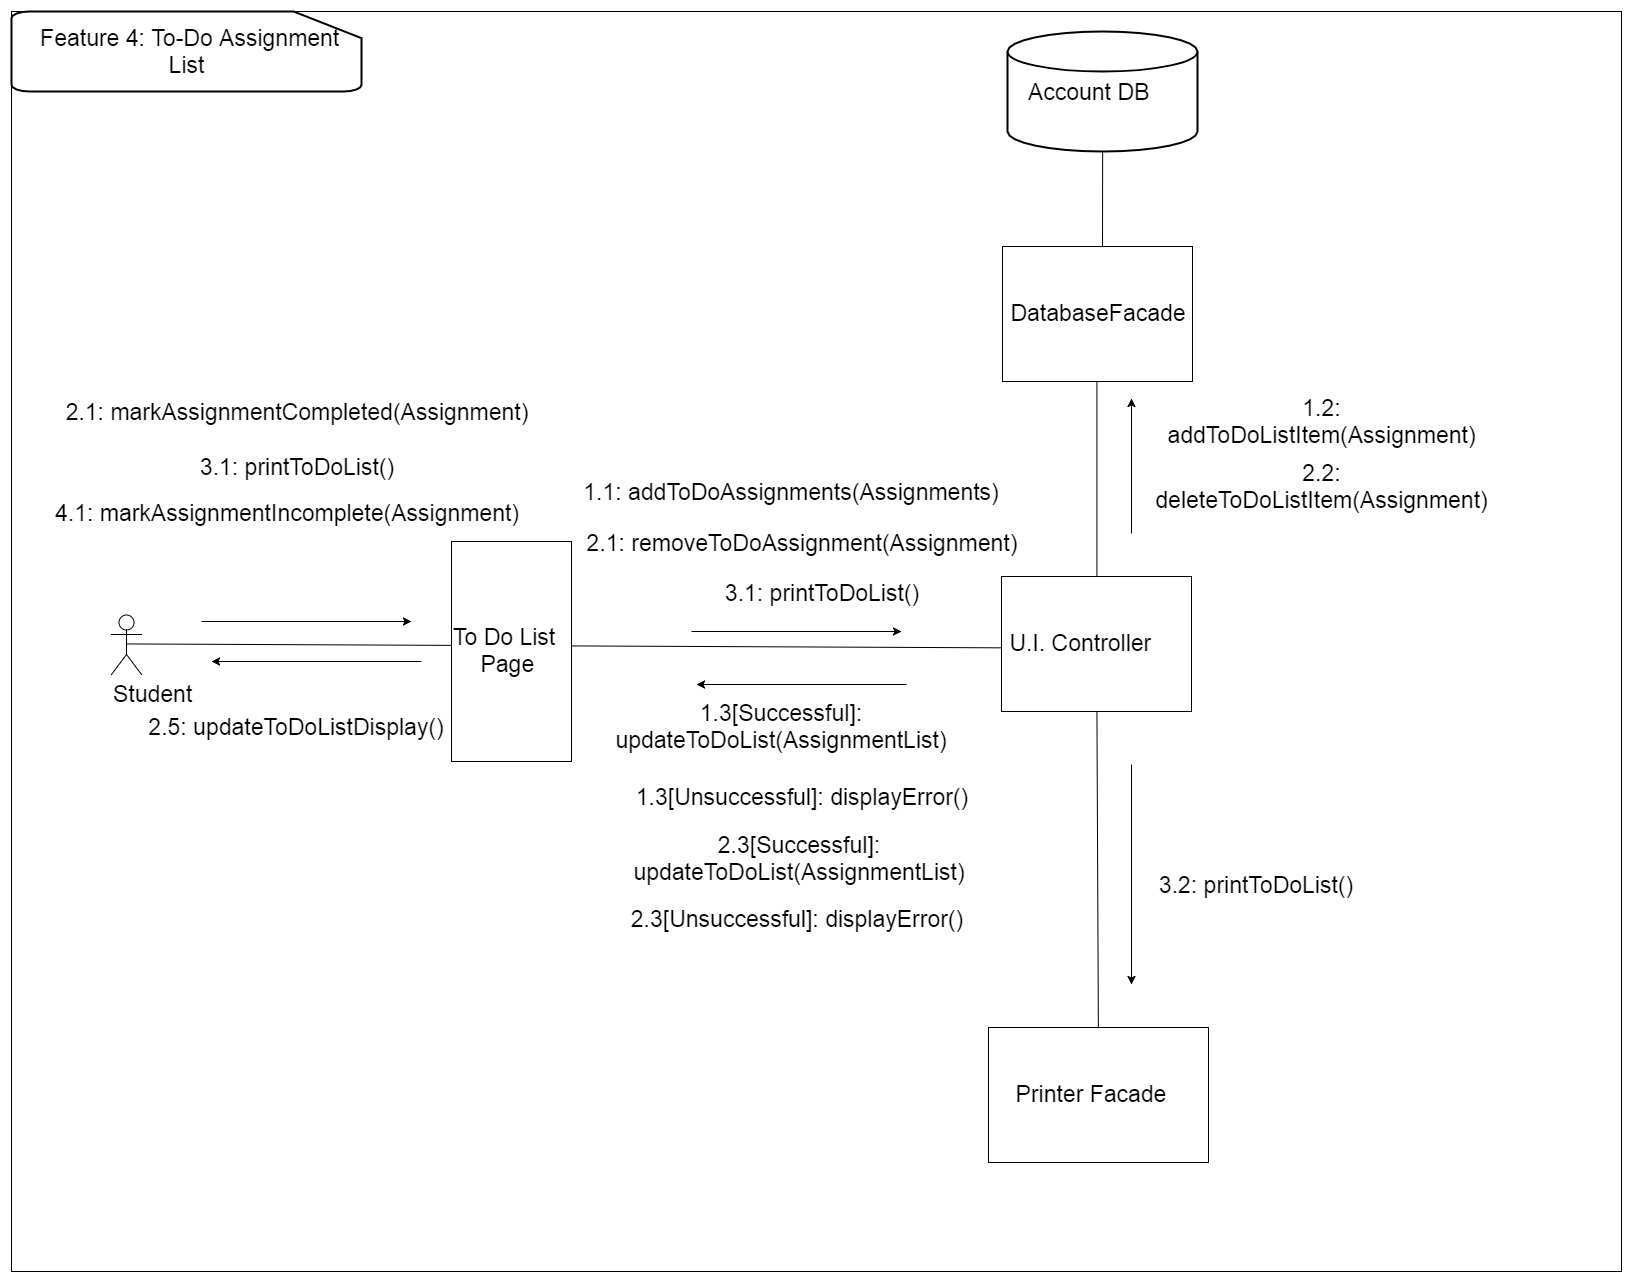 Feature 4: To-Do Assignment
List
Account DB
DatabaseFacade
2.1: markAssignmentCompleted(Assignment)
3.1: printToDoList()
4.1: markAssignmentIncomplete(Assignment)
1.2:
addToDoListItem(Assignment)
2.2:
deleteToDoListItem(Assignment)
1.1: addToDoAssignments(Assignments)
2.1: removeToDoAssignment(Assignment)
3.1: printToDoList()
To Do List
Page
U.I. Controller
Student
2.5: updateToDoListDisplay()
1.3[Successful]:
updateToDoList(AssignmentList)
1.3[Unsuccessful]: displayError()
2.3[Successful]:
updateToDoList(AssignmentList)
2.3[Unsuccessful]: displayError()
3.2: printToDoList()
Printer Facade